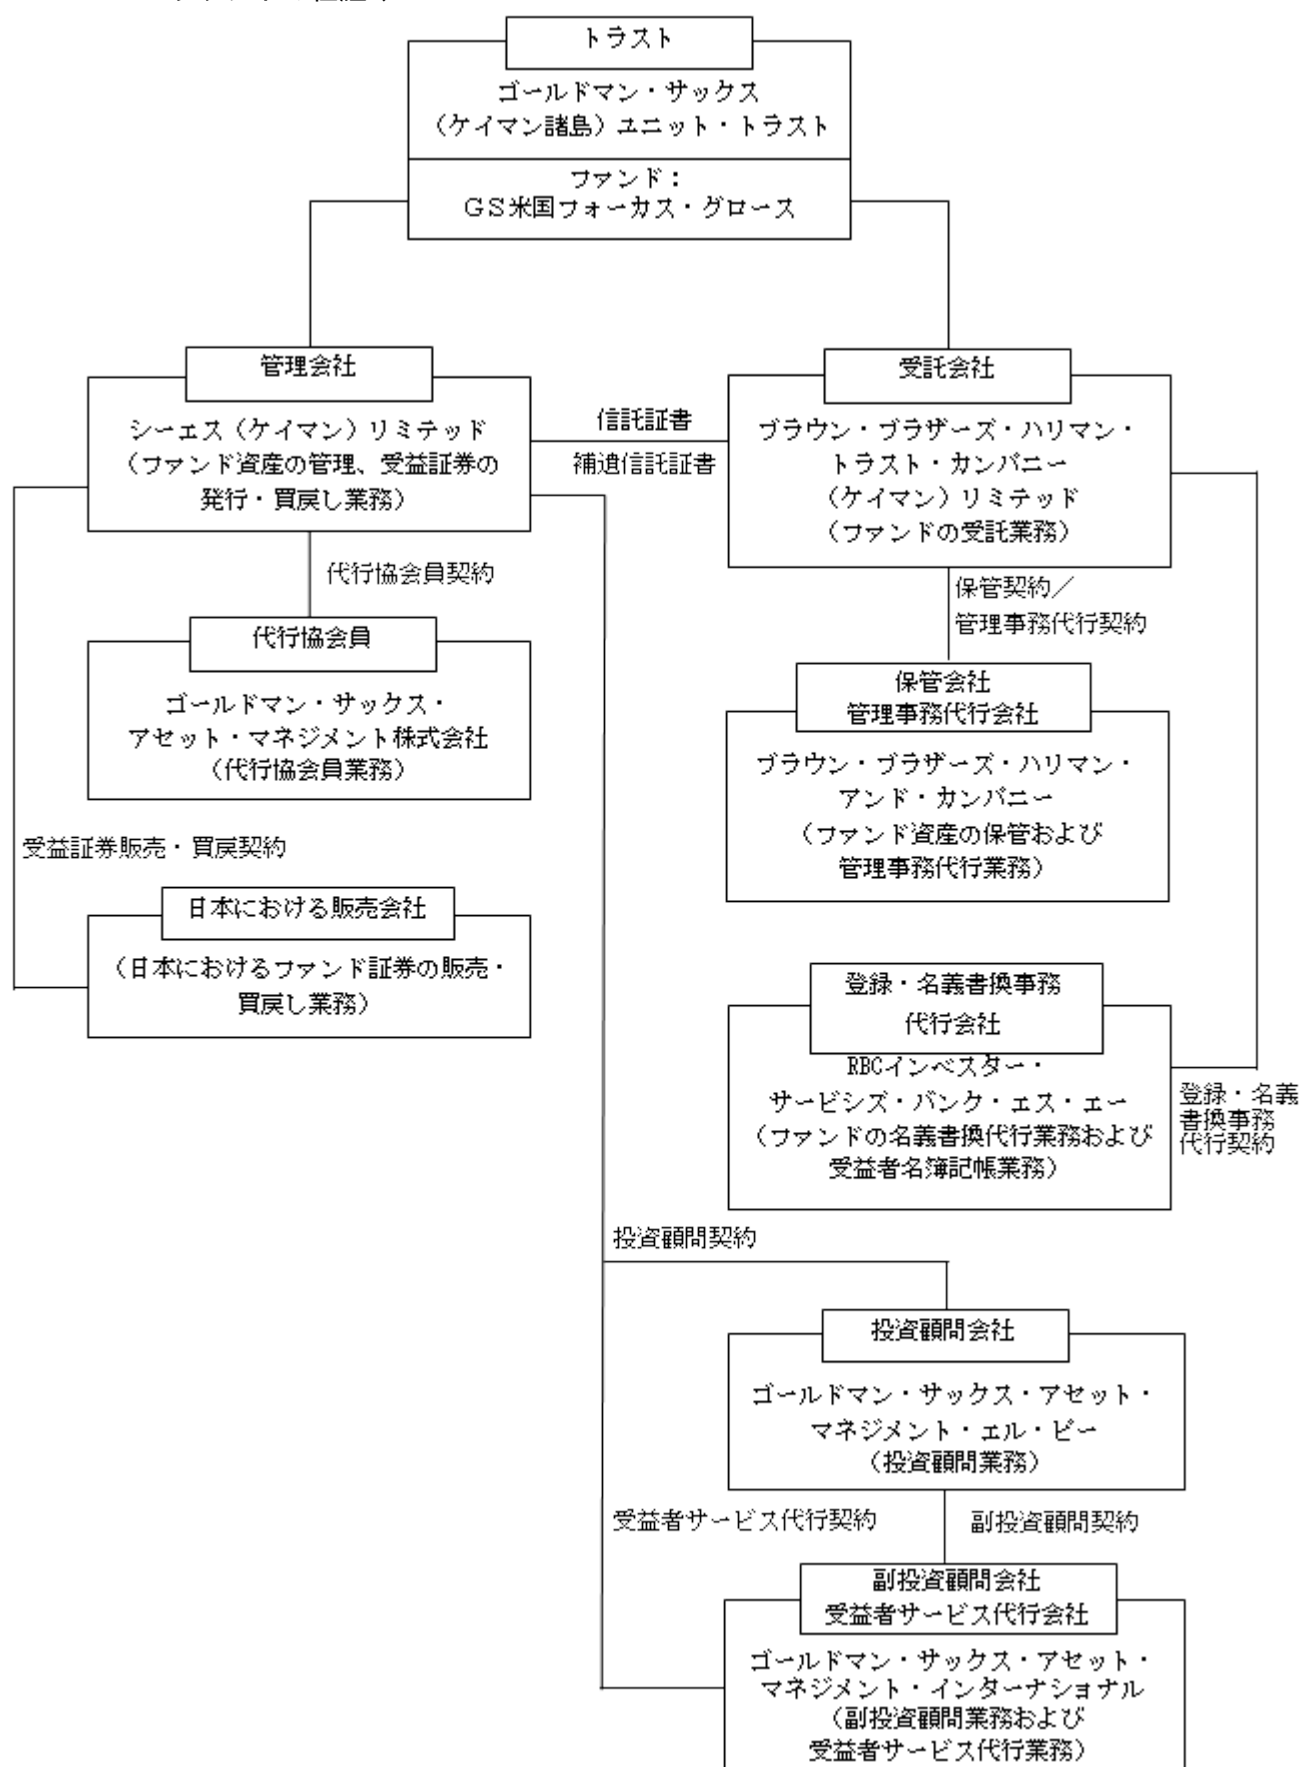 トラスト
ゴールドマン・サックス
（ケイマン諸島）ユニット・トラスト
ファンド：
ＧＳ米国フォーカス・グロース
管理会社
シーエス（ケイマン）リミテッド
（ファンド資産の管理、受益証券の
発行・買戻し業務）
信託証書
補遺信託証書
受託会社
ブラウン・ブラザーズ・ハリマン・
トラスト・カンパニー
（ケイマン）リミテッド
（ファンドの受託業務）
代行協会員契約
代行協会員
ゴールドマン・サックス・
アセット・マネジメント株式会社
（代行協会員業務）
保管契約／
管理事務代行契約
保管会社
管理事務代行会社
ブラウン・ブラザーズ・ハリマン・
アンド・カンパニー
（ファンド資産の保管および
管理事務代行業務）
受益証券販売・買戻契約
日本における販売会社
（日本におけるファンド証券の販売・
買戻し業務）
登録・名義書換事務
代行会社
RBCインベスター・
サービシズ・バンク・エス・エー
（ファンドの名義書換代行業務および
受益者名簿記帳業務）
登録・名義
書換事務
代行契約
投資顧問契約
投資顧問会社
ゴールドマン・サックス・アセット・
マネジメント・エル・ピー
（投資顧問業務）
受益者サービス代行契約
副投資顧問契約
副投資顧問会社
受益者サービス代行会社
ゴールドマン・サックス・アセット・
マネジメント・インターナショナル
（副投資顧問業務および
受益者サービス代行業務）